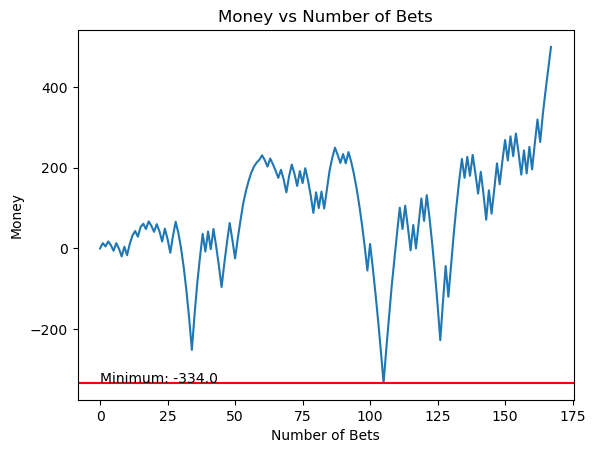 Money vs Number of Bets
Money
400
200
0
−200
Minimum: -334.0
0 25 50 75 100 125 150 175
Number of Bets